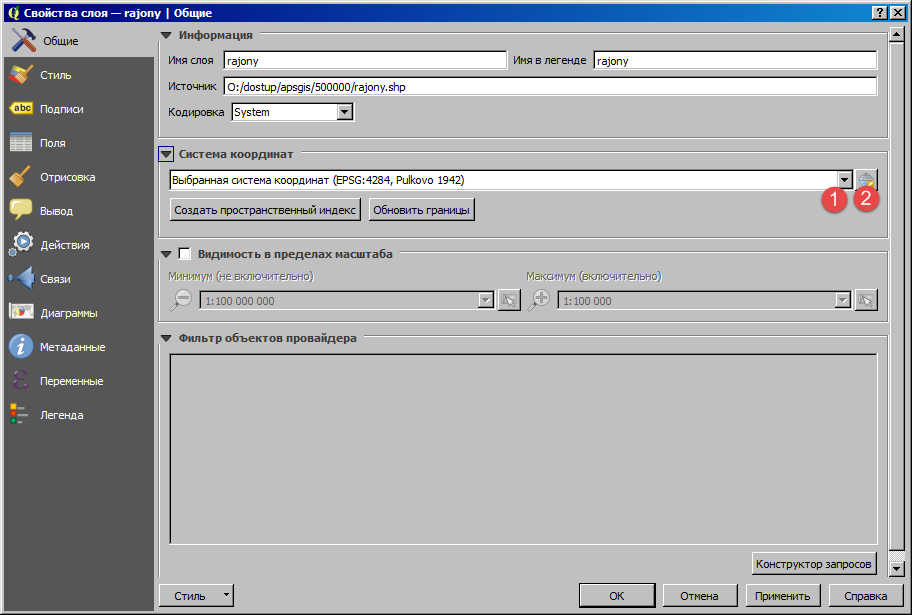 Свойства слоя — rajony | Общие
Общие
Стиль
abc Подписи
Поля
Отрисовка
Вывод
Действия
Связи
Диаграммы
Метаданные
Переменные
Легенда
Информация
Имя слоя rajony Имя в легенде rajony
Источник O:/dostup/apsgis/500000/rajony.shp
Кодировка System
Система координат
Выбранная система координат (EPSG:4284, Pulkovo 1942)
1 2
Создать пространственный индекс Обновить границы
Видимость в пределах масштаба
Минимум (не включительно) Максимум (включительно)
1:100 000 000 1:100 000
Фильтр объектов провайдера
Конструктор запросов
Стиль OK Отмена Применить Справка